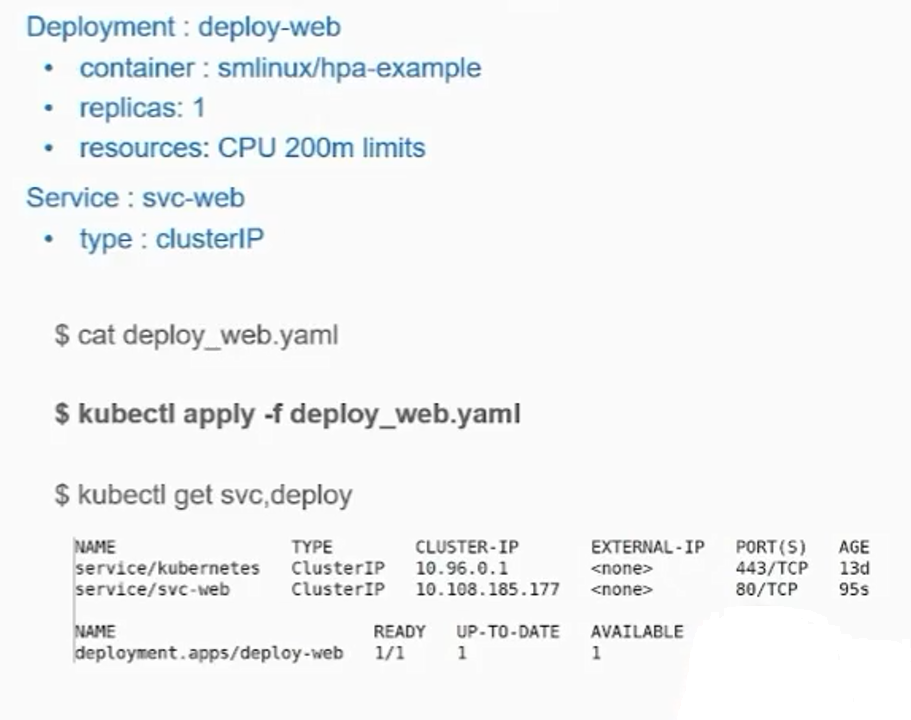 Deployment : deploy-web
• container : smlinux/hpa-example
• replicas: 1
• resources: CPU 200m limits
Service : svc-web
• type : clusterIP
$ cat deploy_web.yaml
$ kubectl apply -f deploy_web.yaml
$ kubectl get svc,deploy
NAME TYPE CLUSTER-IP EXTERNAL-IP PORT(S) AGE
service/kubernetes ClusterIP 10.96.0.1 <none> 443/TCP 13d
service/svc-web ClusterIP 10.108.185.177 <none> 80/TCP 95s
NAME READY UP-TO-DATE AVAILABLE
deployment.apps/deploy-web 1/1 1 1